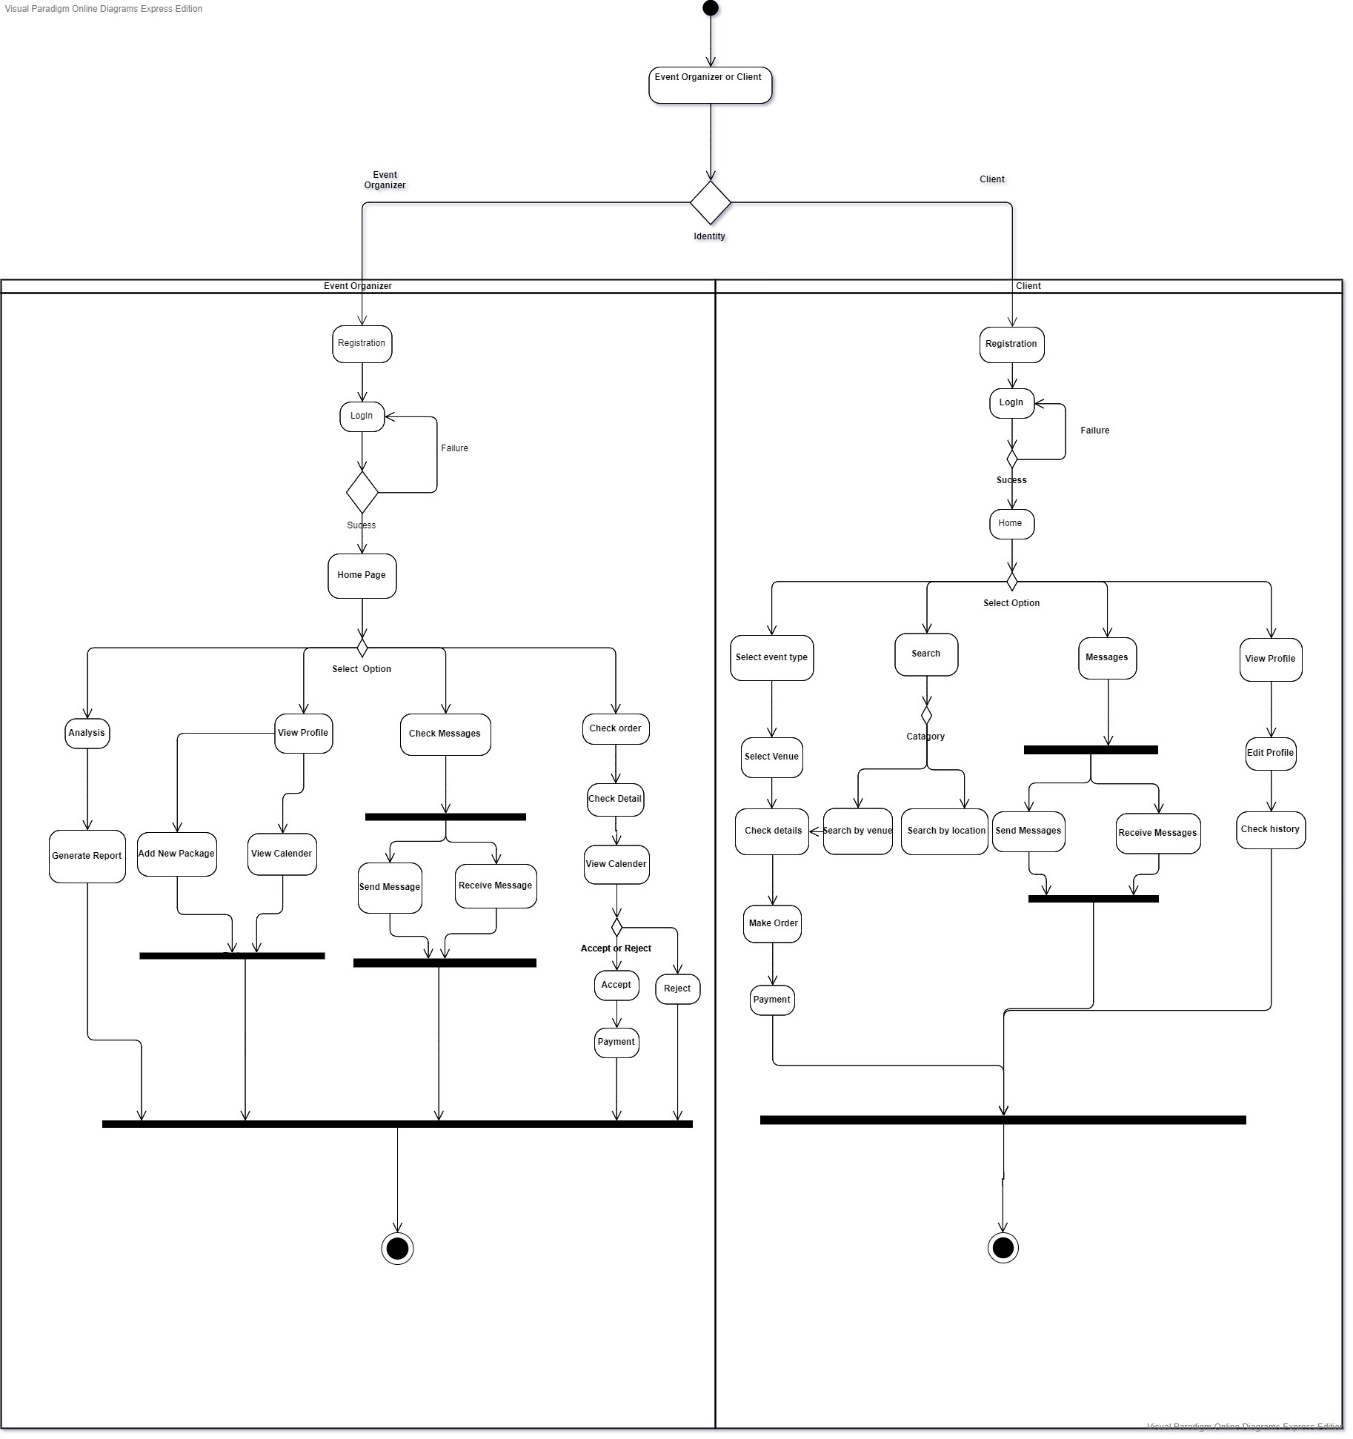 Visual Paradigm Online Diagrams Express Edition
Event Organizer or Client
Event
Organizer
Client
Identity
Event Organizer
Client
Registration
Registration
LogIn
LogIn
Failure
Failure
Sucess
Sucess
Home
Home Page
Select Option
Select Option
Select event type
Search
Messages
View Profile
Analysis
View Profile
Check Messages
Check order
Catagory
Select Venue
Edit Profile
Check Detail
Check details
Search by venue
Search by location
Send Messages
Receive Messages
Check history
Generate Report
Add New Package
View Calender
View Calender
Send Message
Receive Message
Make Order
Accept or Reject
Accept
Reject
Payment
Payment
Visual Paradigm Online Diagrams Express Edition